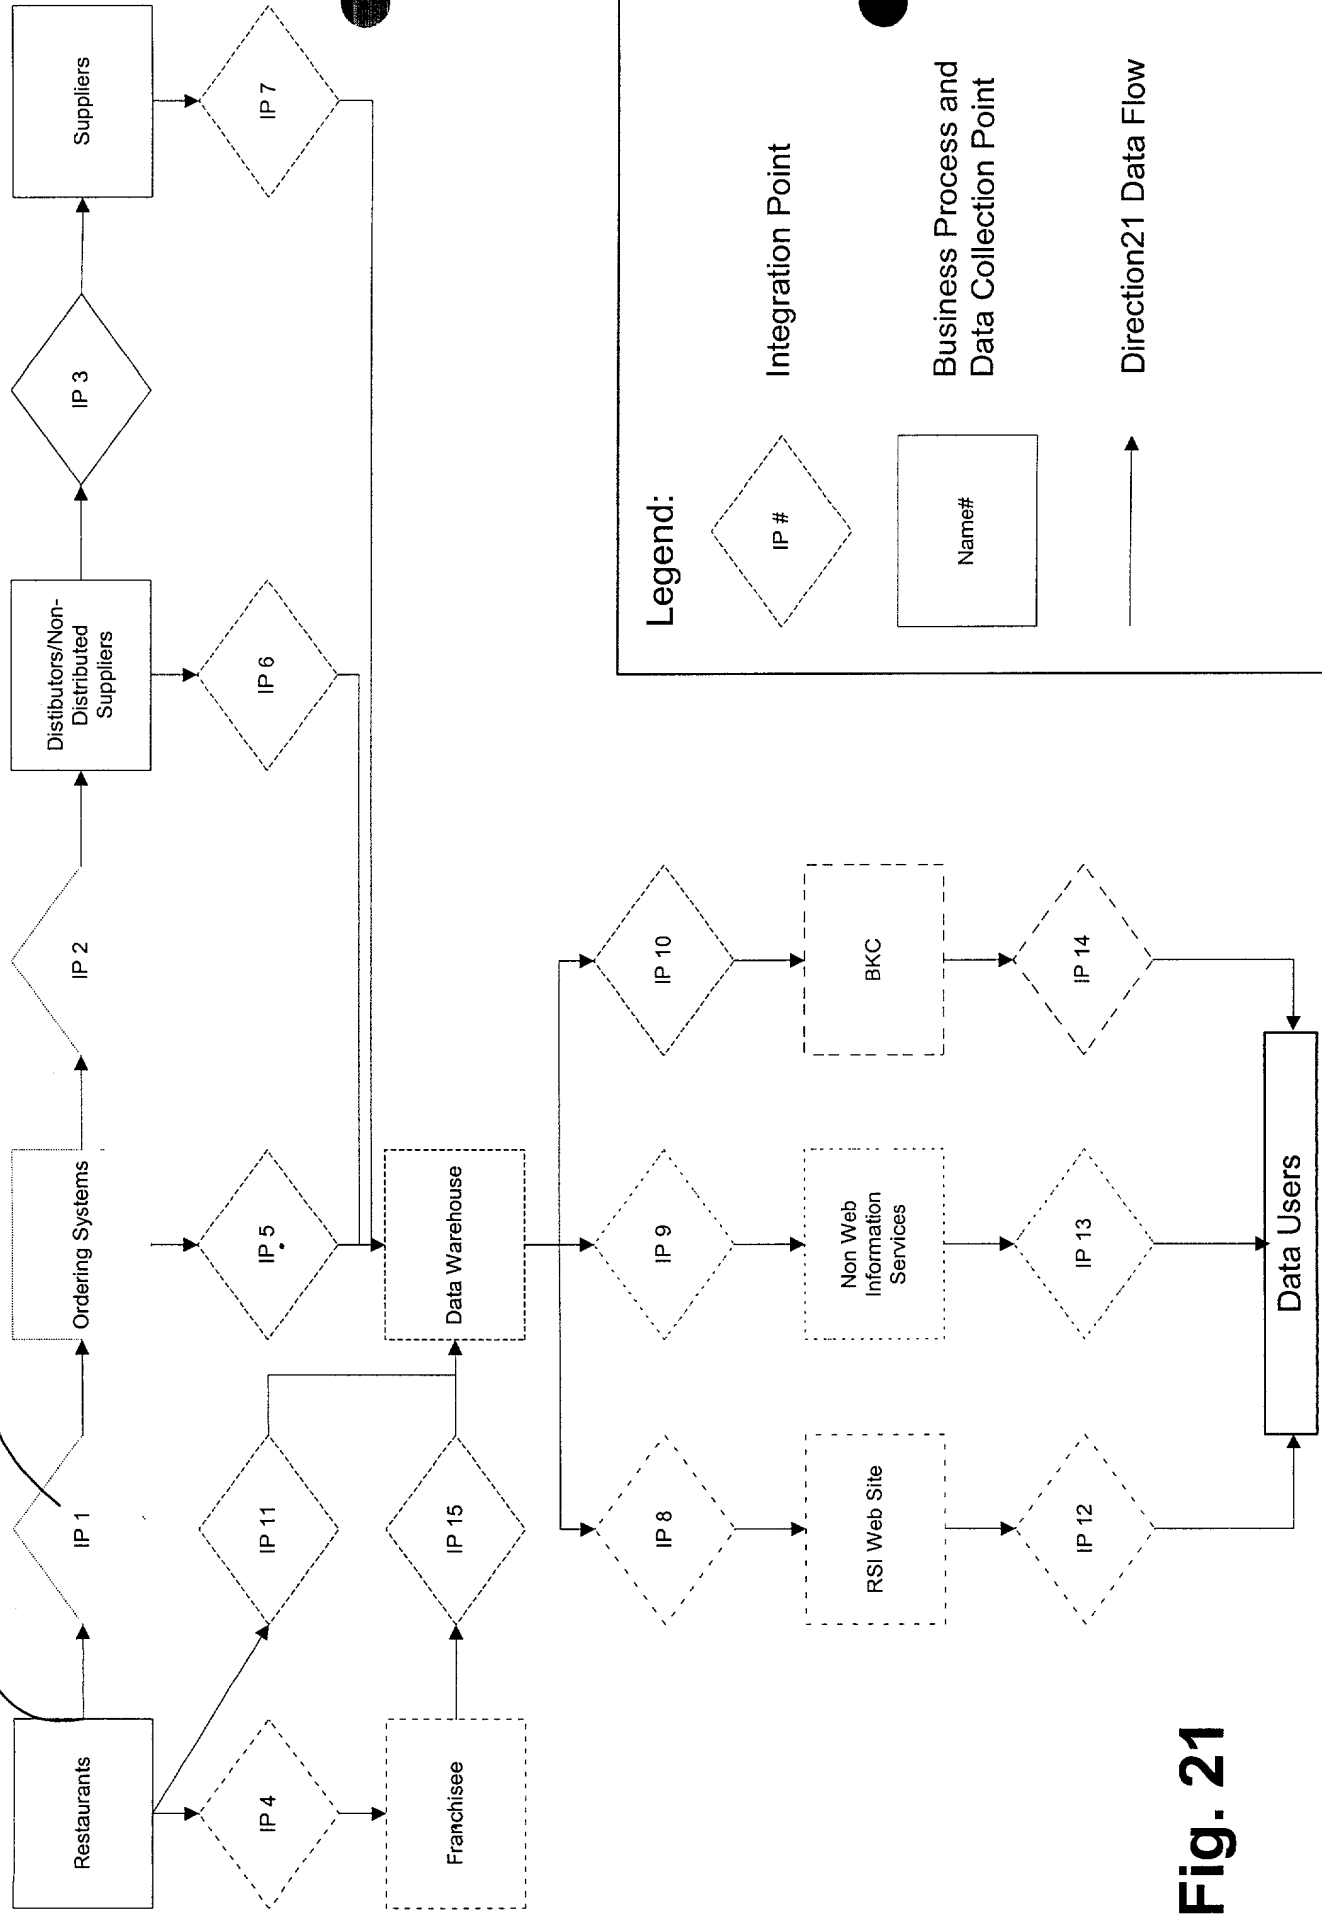 Restaurants
IP 1
Ordering Systems
IP 2
Distibutors/Non-
Distributed
Suppliers
IP 3
Suppliers
IP 4
IP 11
IP 5
IP 6
IP 7
Franchisee
IP 15
Data Warehouse
IP 8
IP 9
IP 10
RSI Web Site
Non Web
Information
Services
BKC
IP 12
IP 13
IP 14
Data Users
Legend:
IP #
Integration Point
Name#
Business Process and
Data Collection Point
Direction21 Data Flow
Fig. 21